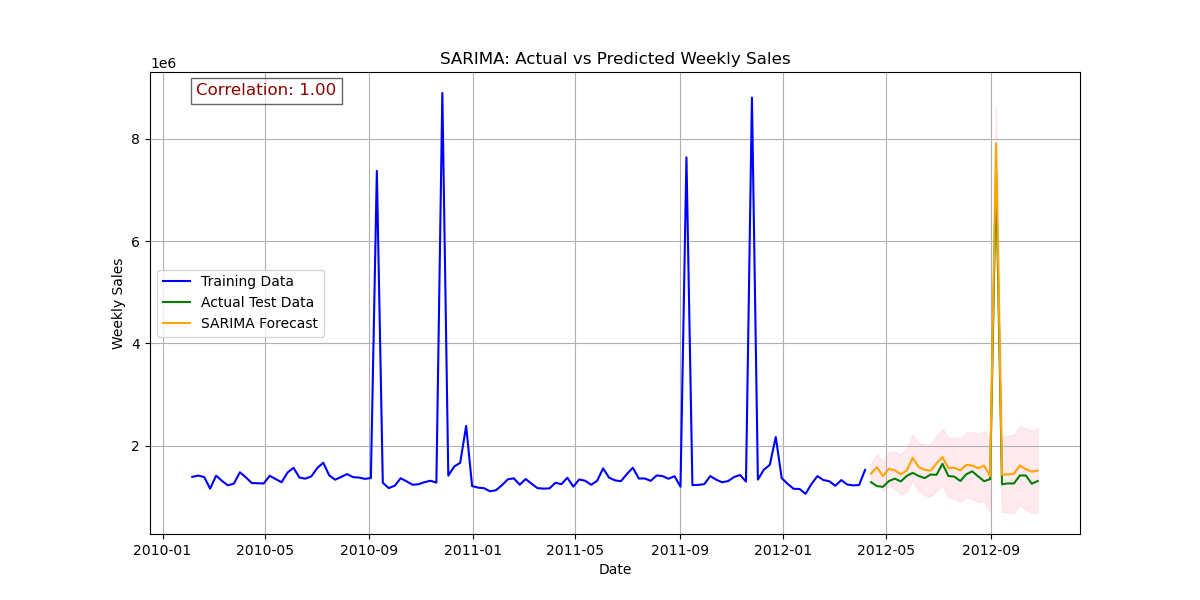 SARIMA: Actual vs Predicted Weekly Sales
1e6
Correlation: 1.00
8
6
4
2
Weekly Sales
Training Data
Actual Test Data
SARIMA Forecast
2010-01 2010-05 2010-09 2011-01 2011-05 2011-09 2012-01 2012-05 2012-09
Date